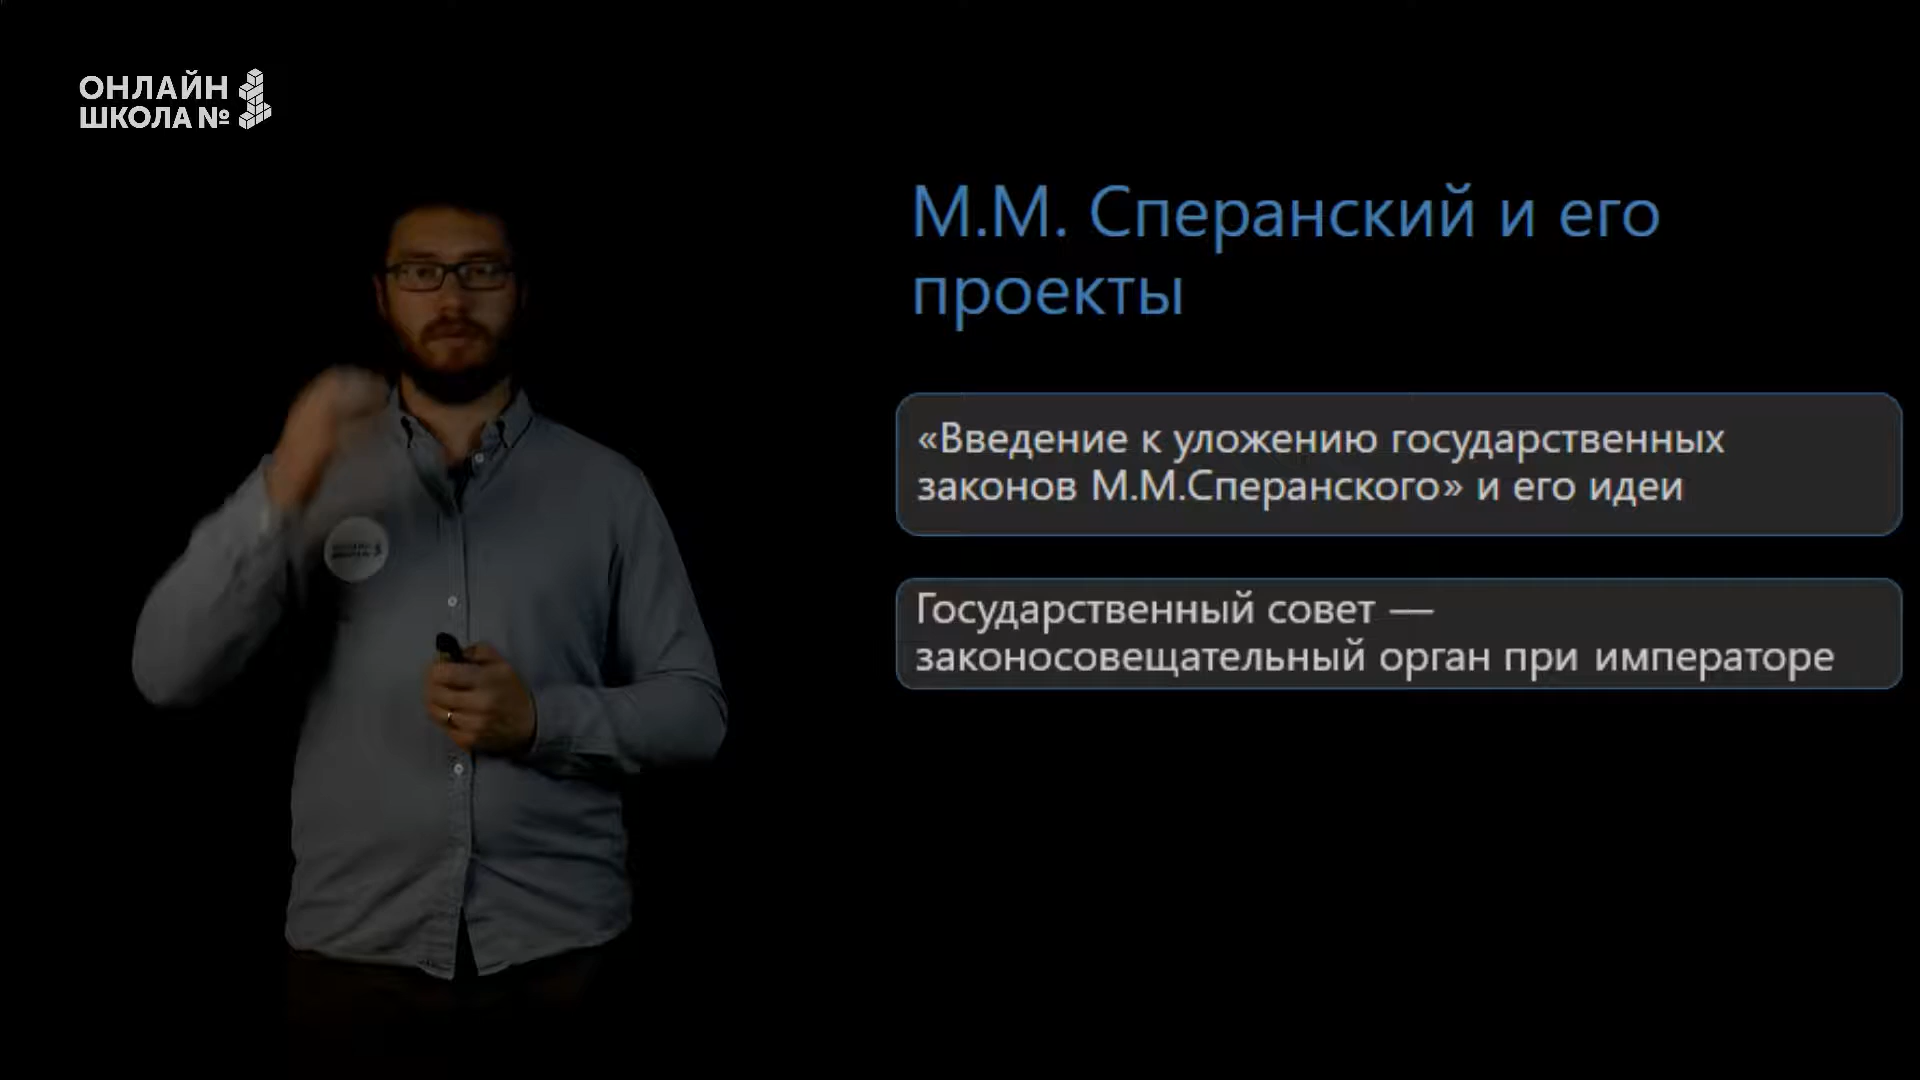 ОНЛАЙН
ШКОЛА №
М.М. Сперанский и его
проекты
«Введение к уложению государственных
законов М.М.Сперанского» и его идеи
Государственный совет —
законосовещательный орган при императоре